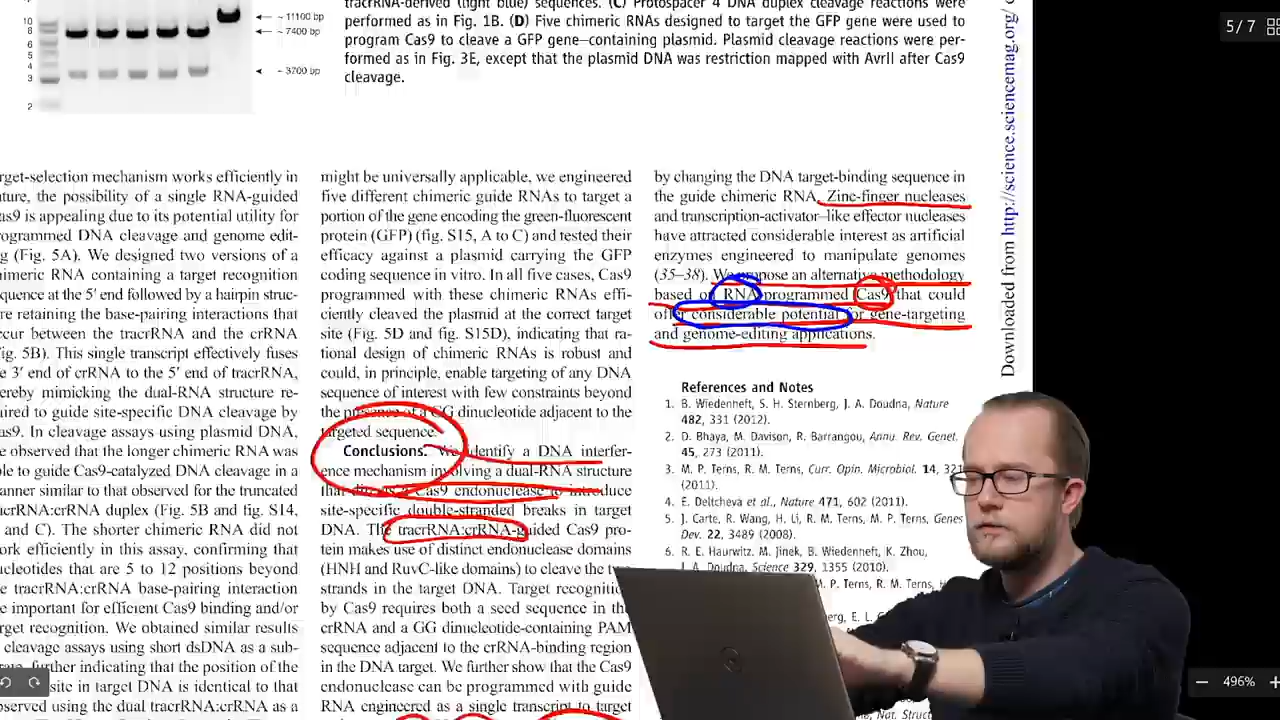 10
8
6
5
4
3
2
~ 11100 bp
~ 7400 bp
~ 3700 bp
tracrRNA-derived (light blue) sequences. (C) Protospacer 4 DNA duplex cleavage reactions were
performed as in Fig. 1B. (D) Five chimeric RNAs designed to target the GFP gene were used to
program Cas9 to cleave a GFP gene–containing plasmid. Plasmid cleavage reactions were per-
formed as in Fig. 3E, except that the plasmid DNA was restriction mapped with AvrII after Cas9
cleavage.
rget-selection mechanism works efficiently in
ature, the possibility of a single RNA-guided
as9 is appealing due to its potential utility for
rogrammed DNA cleavage and genome edit-
g (Fig. 5A). We designed two versions of a
imeric RNA containing a target recognition
quence at the 5′ end followed by a hairpin struc-
re retaining the base-pairing interactions that
ccur between the tracrRNA and the crRNA
ig. 5B). This single transcript effectively fuses
e 3′ end of crRNA to the 5′ end of tracrRNA,
ereby mimicking the dual-RNA structure re-
uired to guide site-specific DNA cleavage by
as9. In cleavage assays using plasmid DNA,
e observed that the longer chimeric RNA was
le to guide Cas9-catalyzed DNA cleavage in a
anner similar to that observed for the truncated
acrRNA:crRNA duplex (Fig. 5B and fig. S14,
and C). The shorter chimeric RNA did not
ork efficiently in this assay, confirming that
ucleotides that are 5 to 12 positions beyond
e tracrRNA:crRNA base-pairing interaction
e important for efficient Cas9 binding and/or
rget recognition. We obtained similar results
cleavage assays using short dsDNA as a sub-
rate, further indicating that the position of the
site in target DNA is identical to that
bserved using the dual tracrRNA:crRNA as a
might be universally applicable, we engineered
five different chimeric guide RNAs to target a
portion of the gene encoding the green-fluorescent
protein (GFP) (fig. S15, A to C) and tested their
efficacy against a plasmid carrying the GFP
coding sequence in vitro. In all five cases, Cas9
programmed with these chimeric RNAs effi-
ciently cleaved the plasmid at the correct target
site (Fig. 5D and fig. S15D), indicating that ra-
tional design of chimeric RNAs is robust and
could, in principle, enable targeting of any DNA
sequence of interest with few constraints beyond
the presence of a GG dinucleotide adjacent to the
targeted sequence.
Conclusions. We identify a DNA interfer-
ence mechanism involving a dual-RNA structure
that directs a Cas9 endonuclease to introduce
site-specific double-stranded breaks in target
DNA. The tracrRNA:crRNA-guided Cas9 pro-
tein makes use of distinct endonuclease domains
(HNH and RuvC-like domains) to cleave the two
strands in the target DNA. Target recognition
by Cas9 requires both a seed sequence in the
crRNA and a GG dinucleotide-containing PAM
sequence adjacent to the crRNA-binding region
in the DNA target. We further show that the Cas9
endonuclease can be programmed with guide
RNA engineered as a single transcript to target
by changing the DNA target-binding sequence in
the guide chimeric RNA. Zinc-finger nucleases
and transcription-activator–like effector nucleases
have attracted considerable interest as artificial
enzymes engineered to manipulate genomes
(35–38). We propose an alternative methodology
based on RNA-programmed Cas9 that could
offer considerable potential for gene-targeting
and genome-editing applications.
References and Notes
1. B. Wiedenheft, S. H. Sternberg, J. A. Doudna, Nature
482, 331 (2012).
2. D. Bhaya, M. Davison, R. Barrangou, Annu. Rev. Genet.
45, 273 (2011).
3. M. P. Terns, R. M. Terns, Curr. Opin. Microbiol. 14, 321
(2011).
4. E. Deltcheva et al., Nature 471, 602 (2011).
5. J. Carte, R. Wang, H. Li, R. M. Terns, M. P. Terns, Genes
Dev. 22, 3489 (2008).
6. R. E. Haurwitz, M. Jinek, B. Wiedenheft, K. Zhou,
J. A. Doudna, Science 329, 1355 (2010).
M. P. Terns, R. M. Terns,
Nat. Struct
Downloaded from http://science.sciencemag.org/
5 / 7
496%